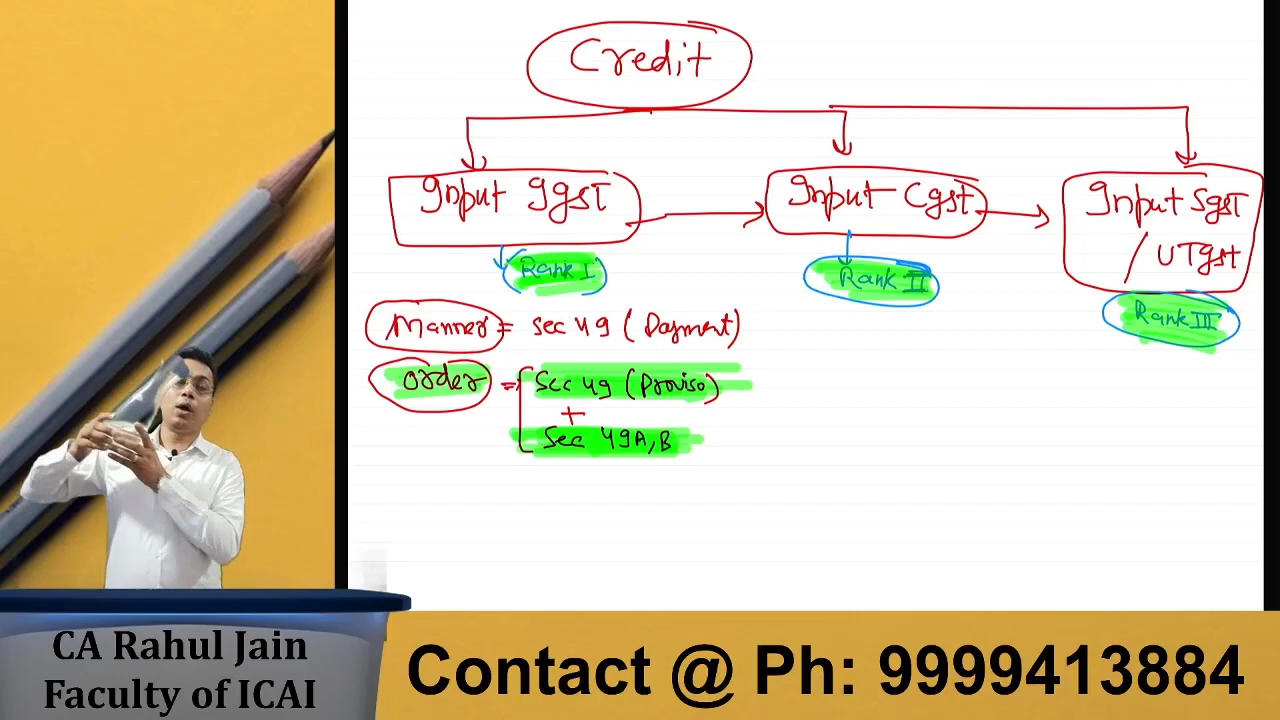 Credit
Input Igst
Input Cgst
Input Sgst
/ UTgst
Rank I
Rank II
Rank III
Manner = Sec 49 (Payment)
Order = Sec 49 (Proviso)
+
Sec 49A,B
CA Rahul Jain
Faculty of ICAI
Contact @ Ph: 9999413884